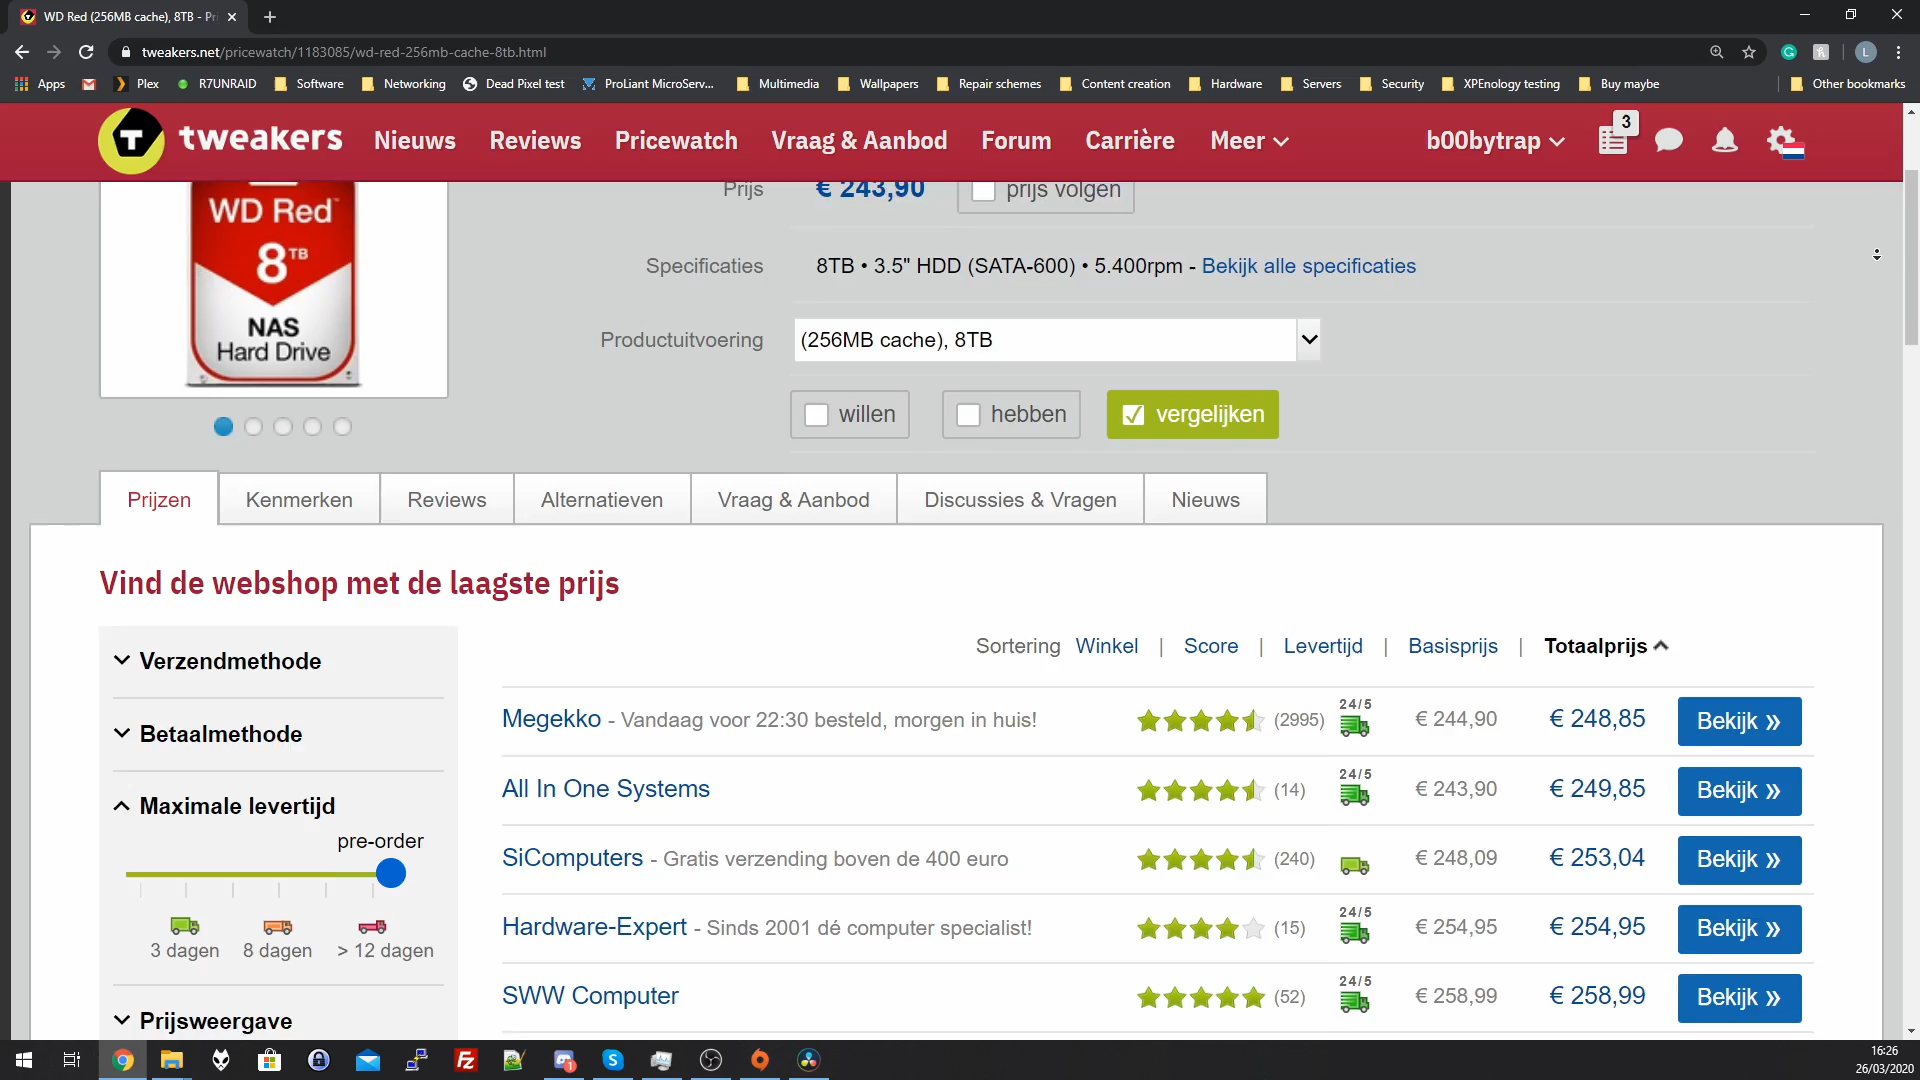 WD Red (256MB cache), 8TB - Pri
tweakers.net/pricewatch/1183085/wd-red-256mb-cache-8tb.html
L
Apps Plex R7UNRAID Software Networking Dead Pixel test ProLiant MicroServ... Multimedia Wallpapers Repair schemes Content creation Hardware Servers Security XPEnology testing Buy maybe Other bookmarks
tweakers Nieuws Reviews Pricewatch Vraag & Aanbod Forum Carrière Meer b00bytrap 3
WD Red™
8TB
NAS
Hard Drive
Prijs € 243,90 prijs volgen
Specificaties 8TB • 3.5" HDD (SATA-600) • 5.400rpm - Bekijk alle specificaties
Productuitvoering (256MB cache), 8TB
willen hebben vergelijken
Prijzen Kenmerken Reviews Alternatieven Vraag & Aanbod Discussies & Vragen Nieuws
Vind de webshop met de laagste prijs
Verzendmethode
Betaalmethode
Maximale levertijd
pre-order
3 dagen 8 dagen > 12 dagen
Prijsweergave
Sortering Winkel | Score | Levertijd | Basisprijs | Totaalprijs
Megekko - Vandaag voor 22:30 besteld, morgen in huis! (2995) 24/5 € 244,90 € 248,85 Bekijk »
All In One Systems (14) 24/5 € 243,90 € 249,85 Bekijk »
SiComputers - Gratis verzending boven de 400 euro (240) € 248,09 € 253,04 Bekijk »
Hardware-Expert - Sinds 2001 dé computer specialist! (15) 24/5 € 254,95 € 254,95 Bekijk »
SWW Computer (52) 24/5 € 258,99 € 258,99 Bekijk »
16:26
26/03/2020